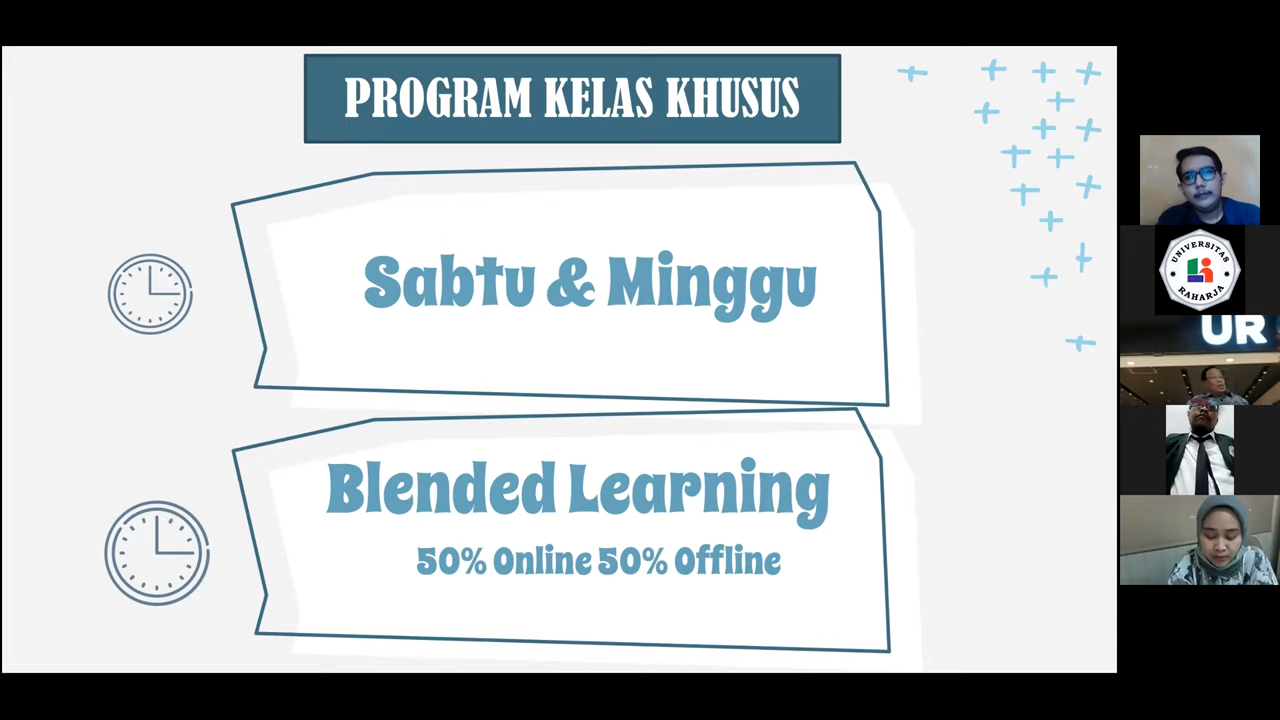 PROGRAM KELAS KHUSUS
Sabtu & Minggu
Blended Learning
50% Online 50% Offline
UNIVERSITAS
RAHARJA
UR